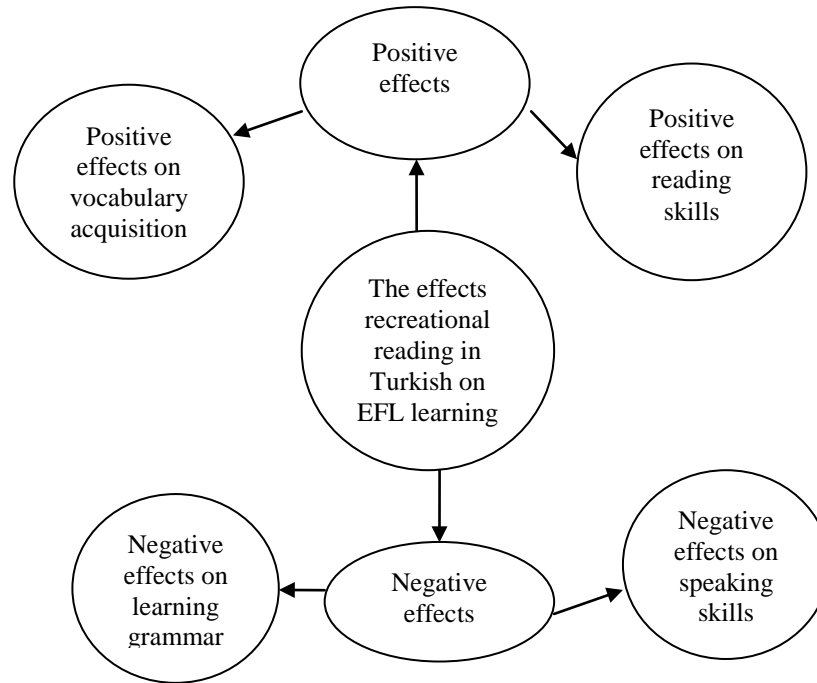 Positive
effects
Positive
effects on
vocabulary
acquisition
Positive
effects on
reading
skills
The effects
recreational
reading in
Turkish on
EFL learning
Negative
effects on
learning
grammar
Negative
effects
Negative
effects on
speaking
skills